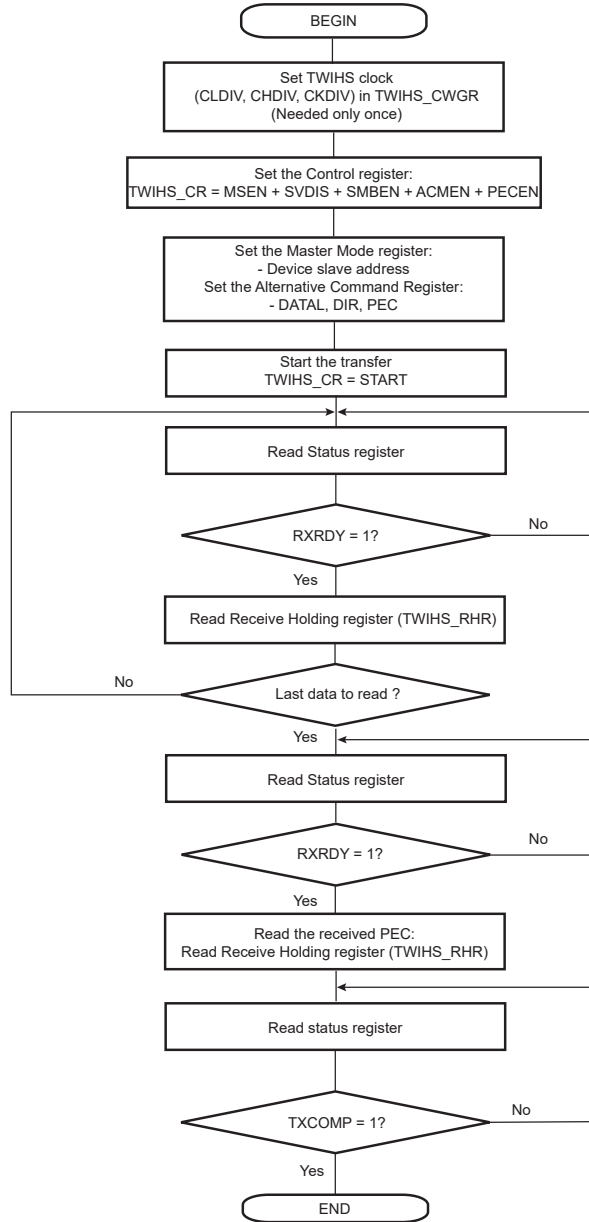 BEGIN
Set TWIHS clock
(CLDIV, CHDIV, CKDIV) in TWIHS_CWGR
(Needed only once)
Set the Control register:
TWIHS_CR = MSEN + SVDIS + SMBEN + ACMEN + PECEN
Set the Master Mode register:
- Device slave address
Set the Alternative Command Register:
- DATAL, DIR, PEC
Start the transfer
TWIHS_CR = START
Read Status register
RXRDY = 1?
No
Yes
Read Receive Holding register (TWIHS_RHR)
No
Last data to read ?
Yes
Read Status register
RXRDY = 1?
No
Yes
Read the received PEC:
Read Receive Holding register (TWIHS_RHR)
Read status register
TXCOMP = 1?
No
Yes
END